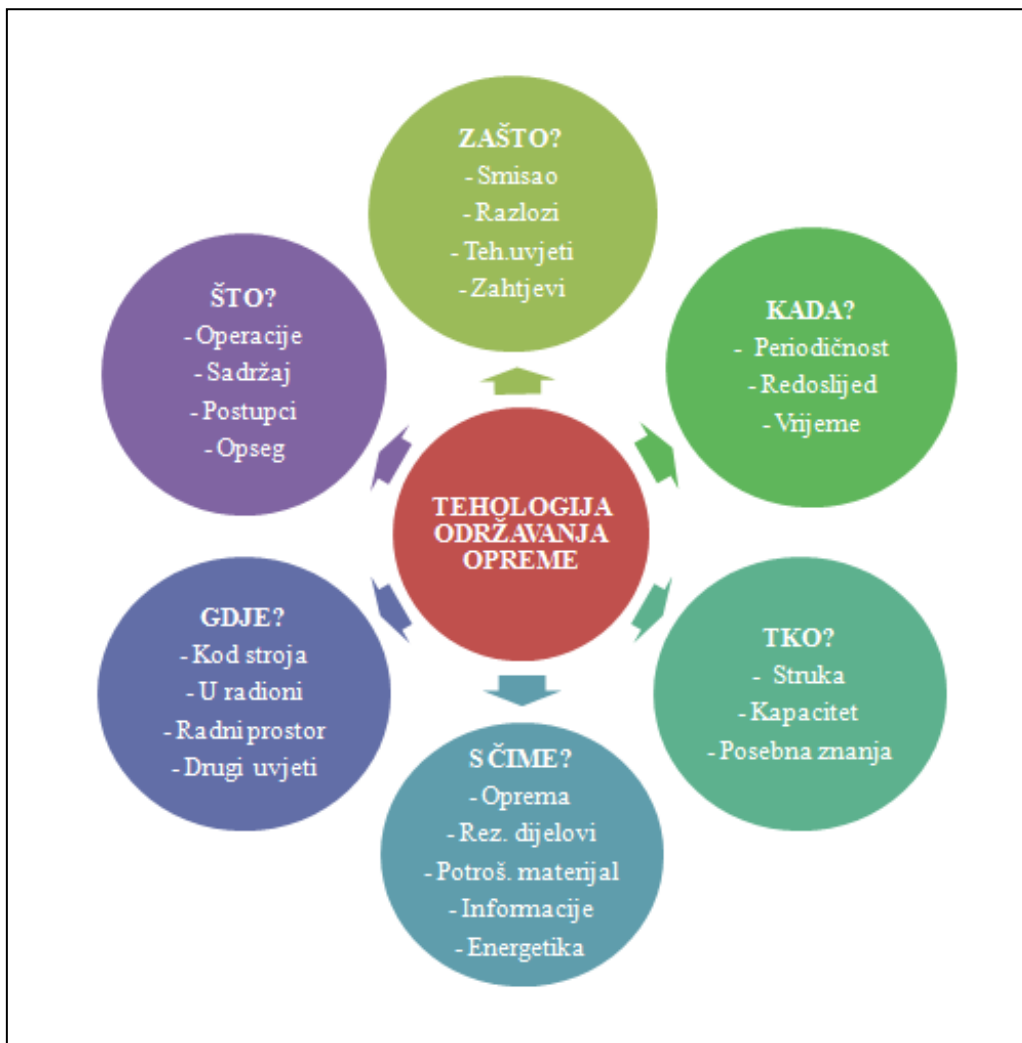 ZAŠTO?
- Smisao
- Razlozi
- Teh.uvjeti
- Zahtjevi
KADA?
- Periodičnost
- Redoslijed
- Vrijeme
TKO?
- Struka
- Kapacitet
- Posebna znanja
S ČIME?
- Oprema
- Rez. dijelovi
- Potroš. materijal
- Informacije
- Energetika
GDJE?
- Kod stroja
- U radioni
- Radni prostor
- Drugi uvjeti
ŠTO?
- Operacije
- Sadržaj
- Postupci
- Opseg
TEHOLOGIJA
ODRŽAVANJA
OPREME